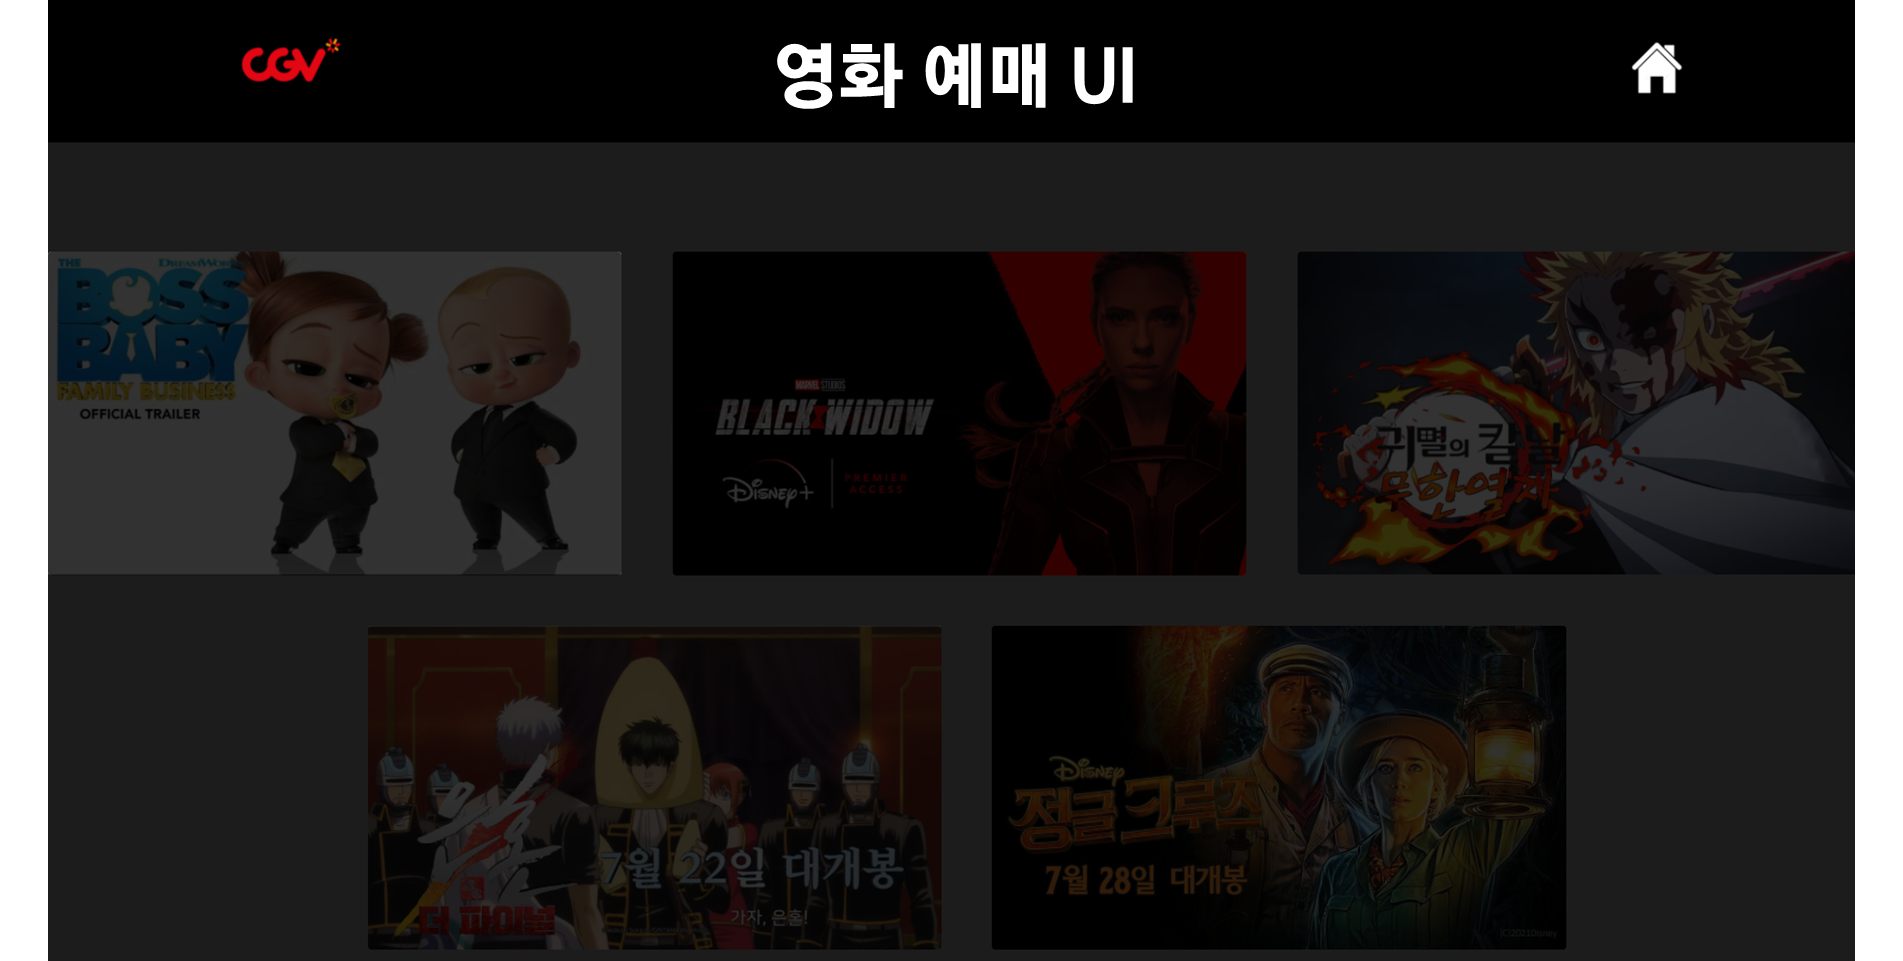 CGV
영화 예매 UI
THE
DREAMWORKS
BOSS
BABY
FAMILY BUSINESS
OFFICIAL TRAILER
MARVEL STUDIOS
BLACK WIDOW
Disney+
PREMIER
ACCESS
귀멸의 칼날
무한열차
7월 22일 대개봉
더 파이널
가자, 은혼!
Disney
정글 크루즈
7월 28일 대개봉
(C)2021Disney